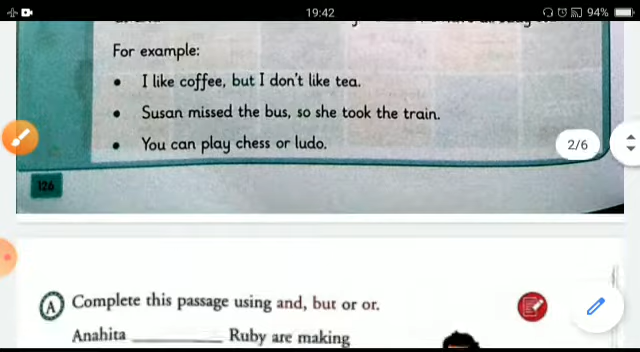 19:42
94%
For example:
• I like coffee, but I don't like tea.
• Susan missed the bus, so she took the train.
• You can play chess or ludo.
2/6
126
A Complete this passage using and, but or or.
Anahita __________ Ruby are making